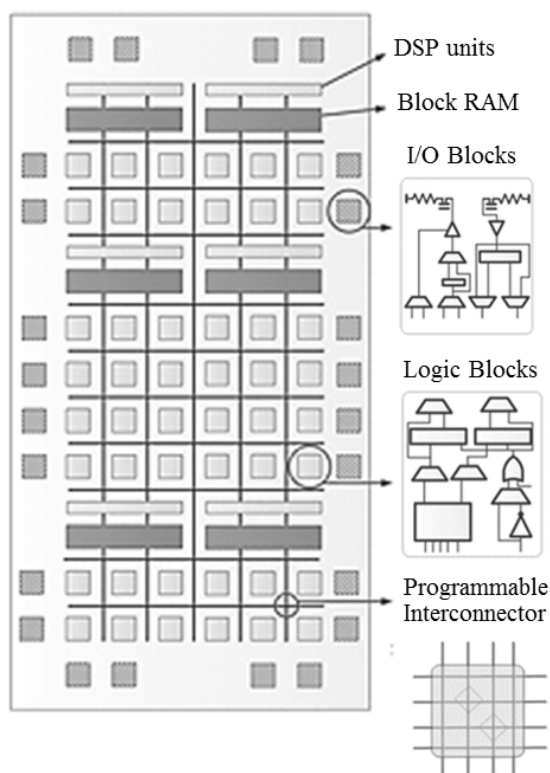 DSP units
Block RAM
I/O Blocks
Logic Blocks
Programmable
Interconnector